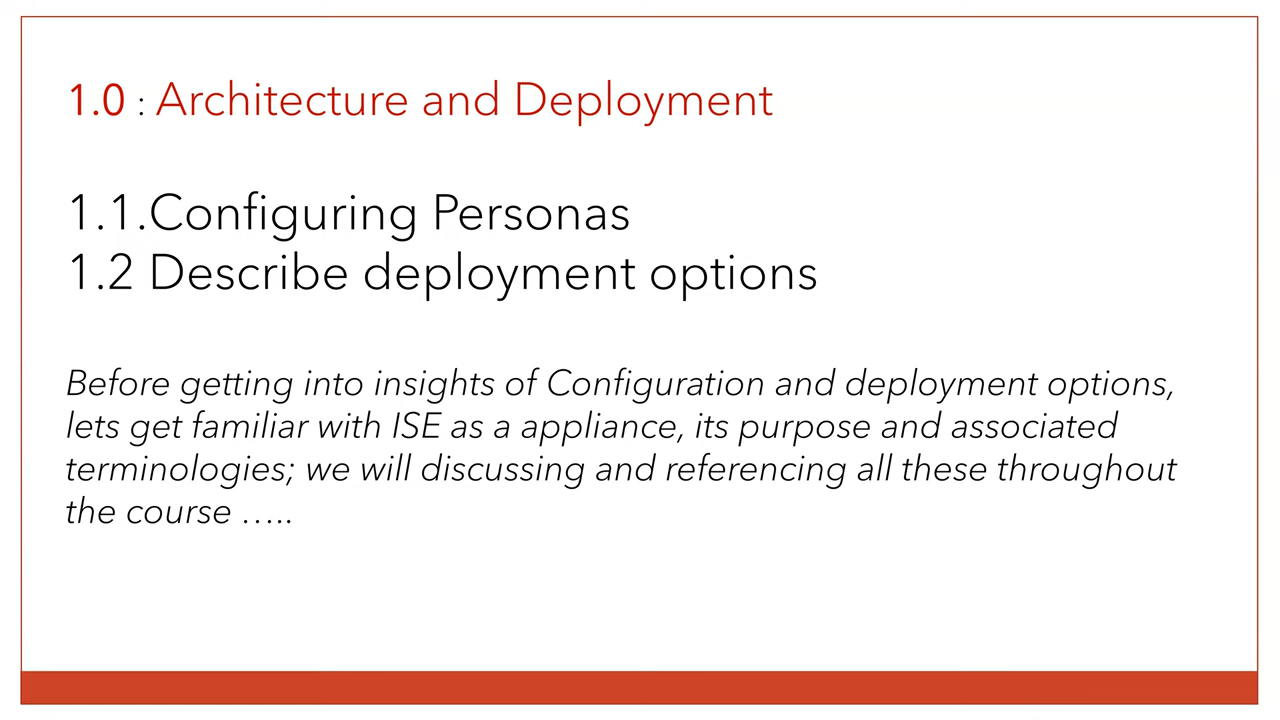 1.0 : Architecture and Deployment
1.1.Configuring Personas
1.2 Describe deployment options
Before getting into insights of Configuration and deployment options,
lets get familiar with ISE as a appliance, its purpose and associated
terminologies; we will discussing and referencing all these throughout
the course …..